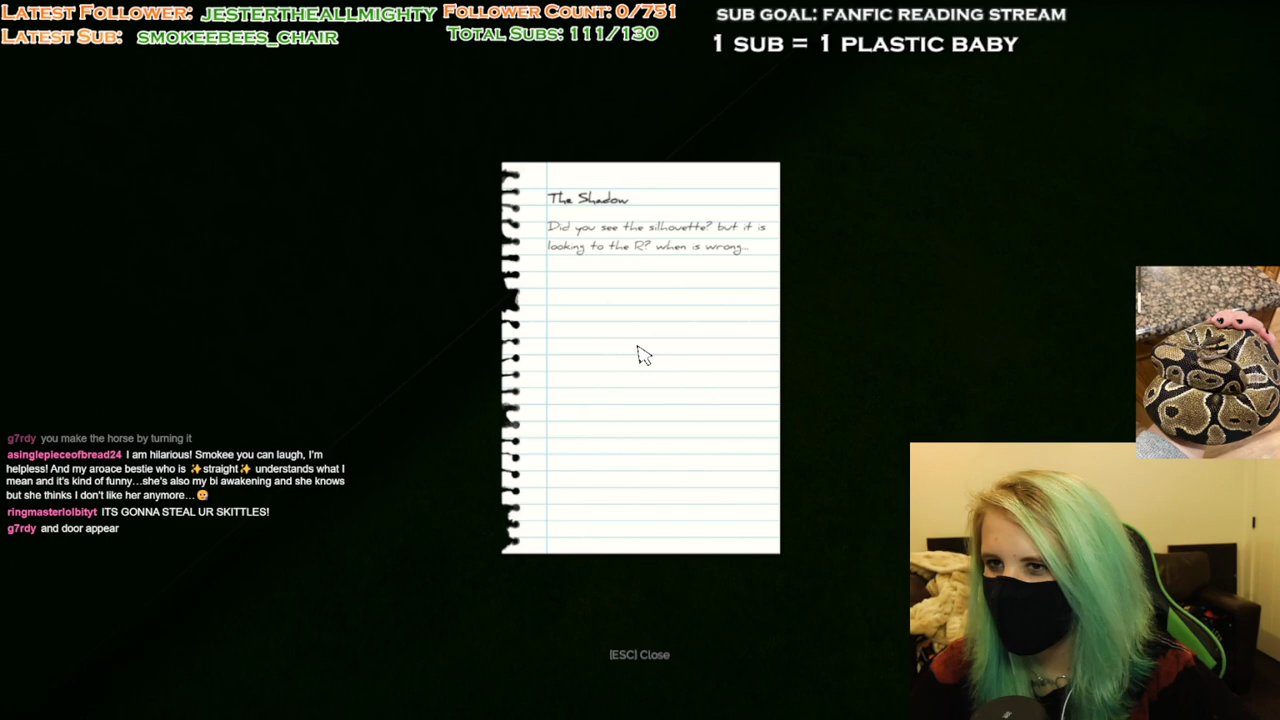 LATEST FOLLOWER: JESTERTHEALLMIGHTY
FOLLOWER COUNT: 0/751
LATEST SUB: SMOKEEBEES_CHAIR
TOTAL SUBS: 111/130
SUB GOAL: FANFIC READING STREAM
1 SUB = 1 PLASTIC BABY
The Shadow
Did you see the silhouette? but it is
looking to the R? when is wrong...
[ESC] Close
g7rdy you make the horse by turning it
asinglepieceofbread24 I am hilarious! Smokee you can laugh, I'm
helpless! And my aroace bestie who is ✨straight✨ understands what I
mean and it's kind of funny...she's also my bi awakening and she knows
but she thinks I don't like her anymore...🫤
ringmasterlolbityt ITS GONNA STEAL UR SKITTLES!
g7rdy and door appear